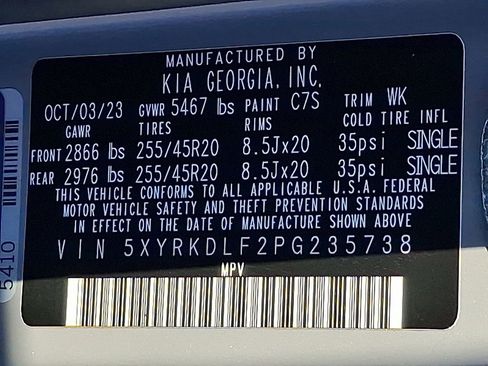 MANUFACTURED BY
KIA GEORGIA, INC.
OCT/03/23 GVWR 5467 lbs PAINT C7S TRIM WK
GAWR TIRES RIMS COLD TIRE INFL
FRONT 2866 lbs 255/45R20 8.5Jx20 35psi SINGLE
REAR 2976 lbs 255/45R20 8.5Jx20 35psi SINGLE
THIS VEHICLE CONFORMS TO ALL APPLICABLE U.S.A. FEDERAL
MOTOR VEHICLE SAFETY AND THEFT PREVENTION STANDARDS
IN EFFECT ON THE DATE OF MANUFACTURE SHOWN ABOVE
VIN 5XYRKDLF2PG235738
MPV
5410